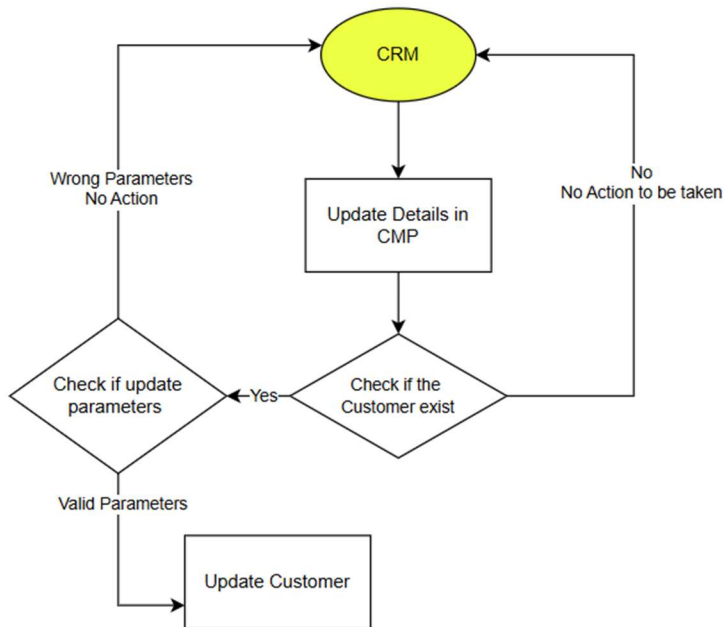 CRM
Wrong Parameters
No Action
No
No Action to be taken
Update Details in
CMP
Check if update
parameters
Yes
Check if the
Customer exist
Valid Parameters
Update Customer